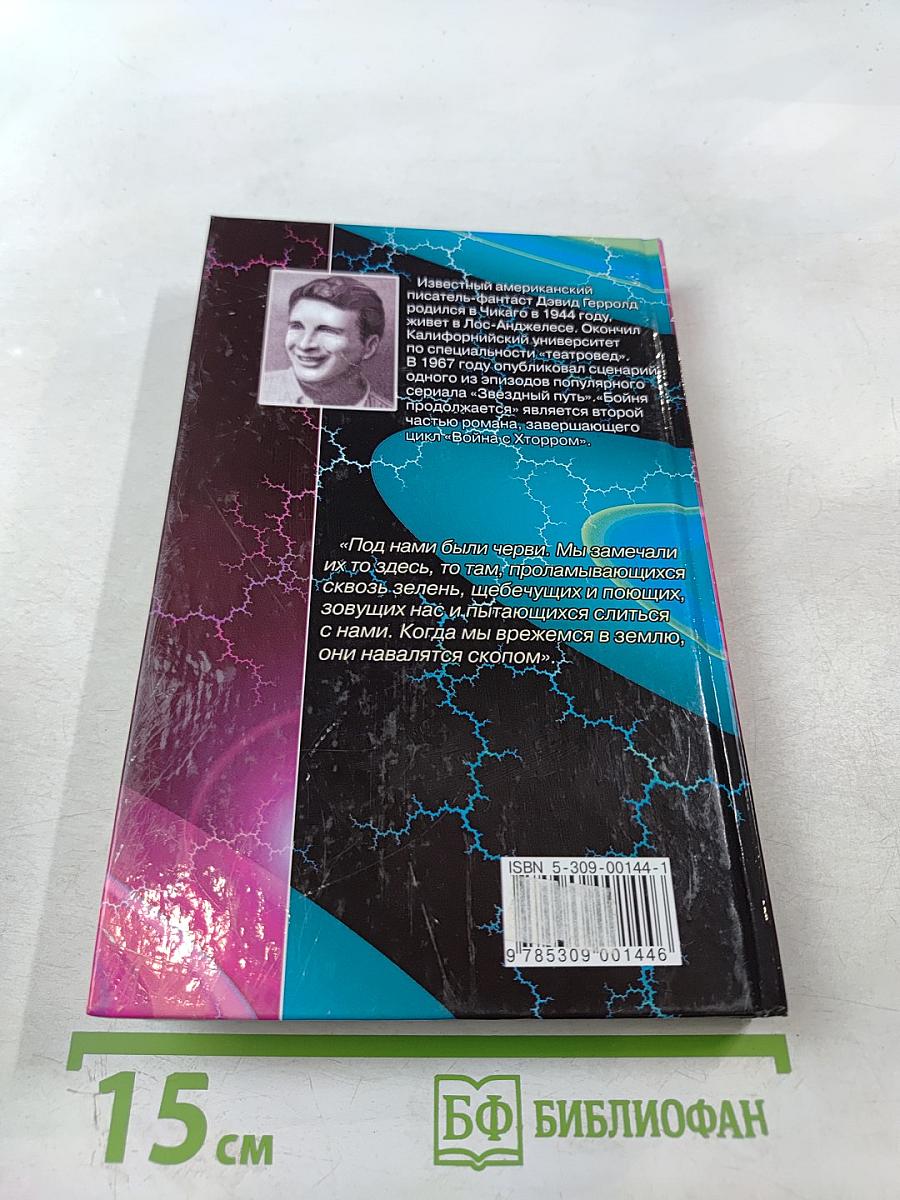 Известный американский
писатель-фантаст Дэвид Герролд
родился в Чикаго в 1944 году,
живет в Лос-Анджелесе. Окончил
Калифорнийский университет
по специальности «театровед».
В 1967 году опубликовал сценарий
одного из эпизодов популярного
сериала «Звездный путь».«Бойня
продолжается» является второй
частью романа, завершающего
цикл «Война с Хторром».
«Под нами были черви. Мы замечали
их то здесь, то там, проламывающихся
сквозь зелень, щебечущих и поющих,
зовущих нас и пытающихся слиться
с нами. Когда мы врежемся в землю,
они навалятся скопом».
ISBN 5-309-00144-1
9 785309 001446
15 см
БФ БИБЛИОФАН